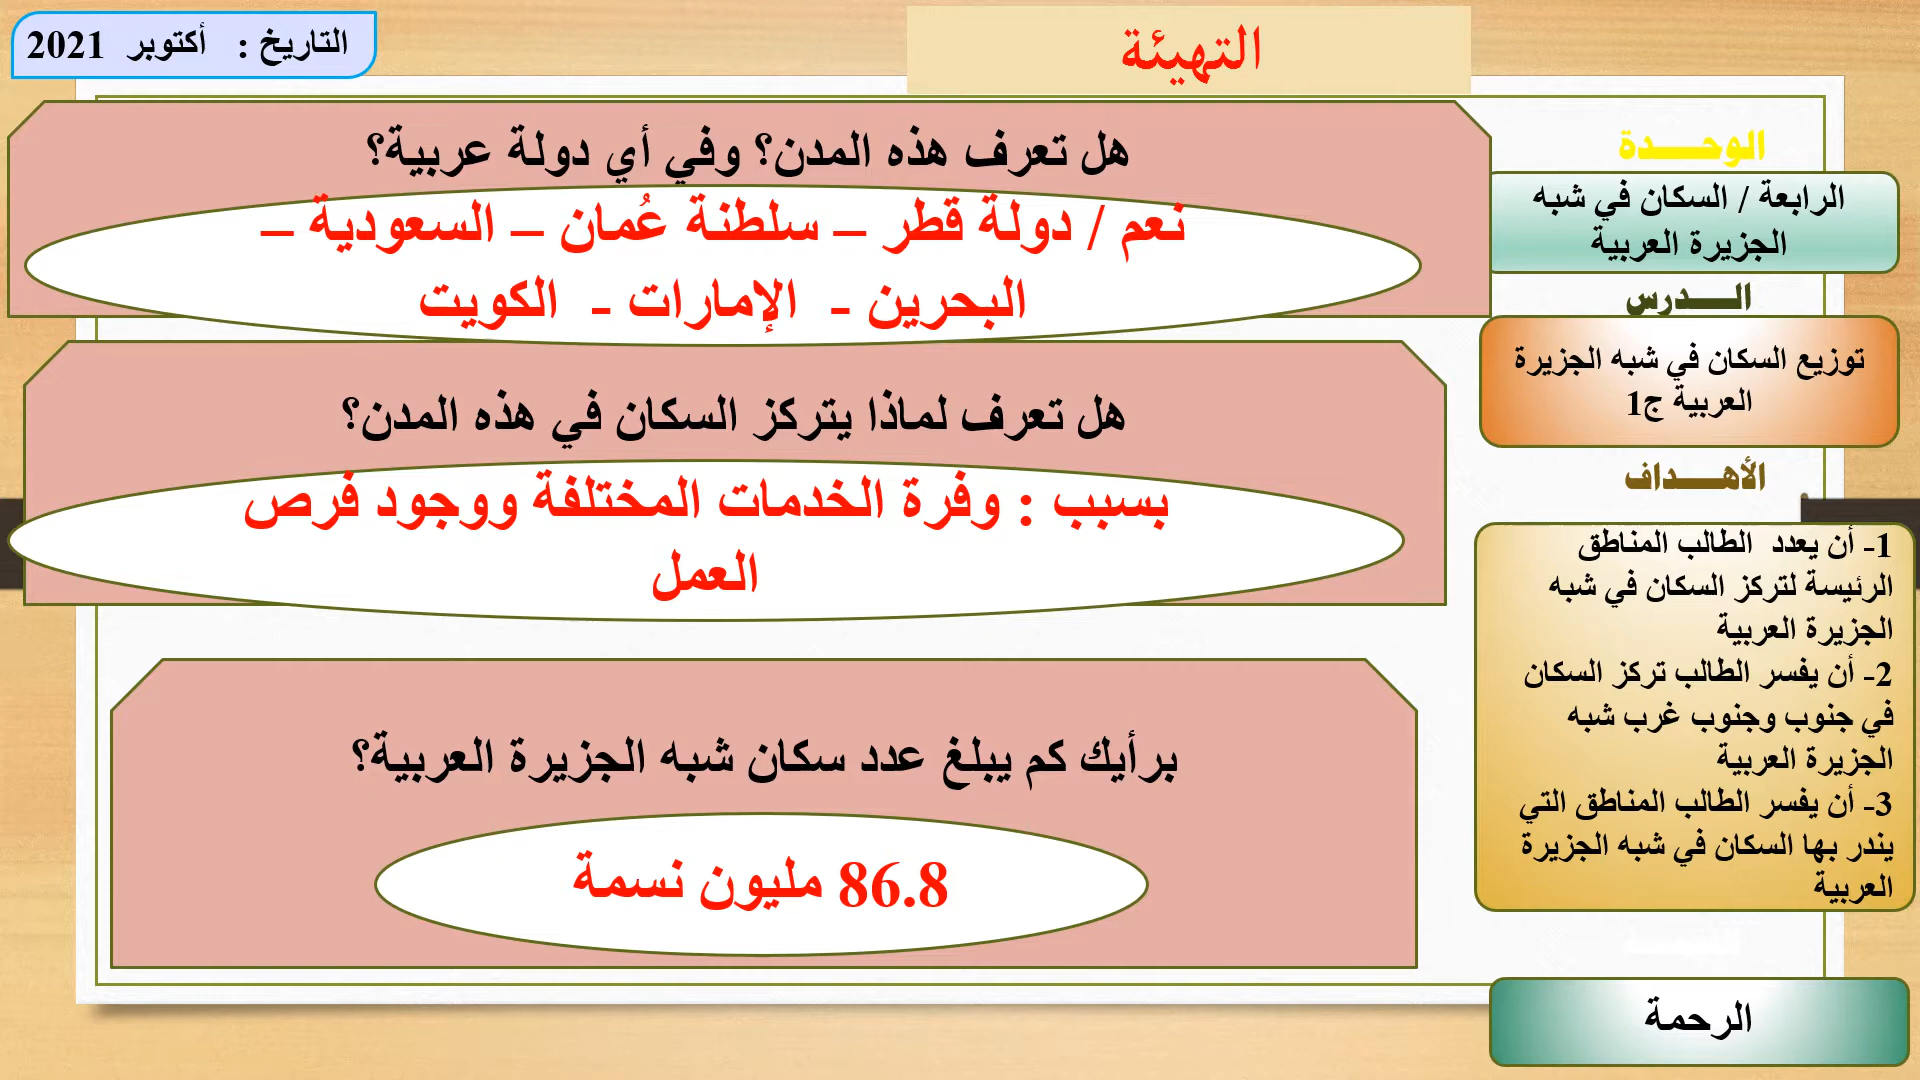 التهيئة
التاريخ : أكتوبر 2021
هل تعرف هذه المدن؟ وفي أي دولة عربية؟
نعم / دولة قطر – سلطنة عُمان – السعودية –
البحرين - الإمارات - الكويت
هل تعرف لماذا يتركز السكان في هذه المدن؟
بسبب : وفرة الخدمات المختلفة ووجود فرص
العمل
برأيك كم يبلغ عدد سكان شبه الجزيرة العربية؟
86.8 مليون نسمة
الوحـــدة
الرابعة / السكان في شبه
الجزيرة العربية
الـــدرس
توزيع السكان في شبه الجزيرة
العربية ج1
الأهـــداف
1- أن يعدد الطالب المناطق
الرئيسة لتركز السكان في شبه
الجزيرة العربية
2- أن يفسر الطالب تركز السكان
في جنوب وجنوب غرب شبه
الجزيرة العربية
3- أن يفسر الطالب المناطق التي
يندر بها السكان في شبه الجزيرة
العربية
الرحمة